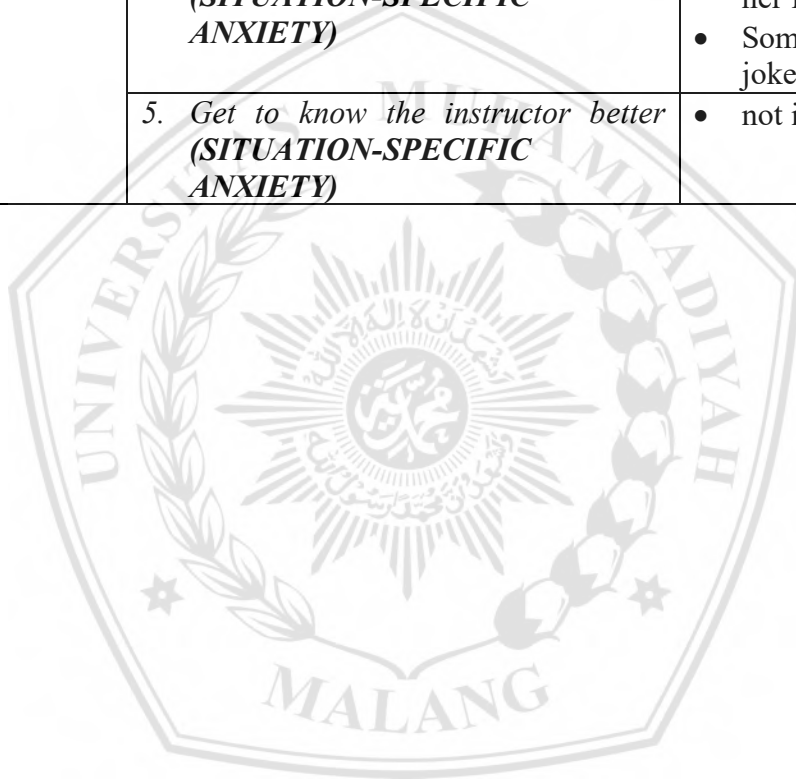 (SITUATION-SPECIFIC
ANXIETY)
● Som
joke
5. Get to know the instructor better
● not i
(SITUATION-SPECIFIC
ANXIETY)
UNIVERSITAS MUHAMMADIYAH
MALANG